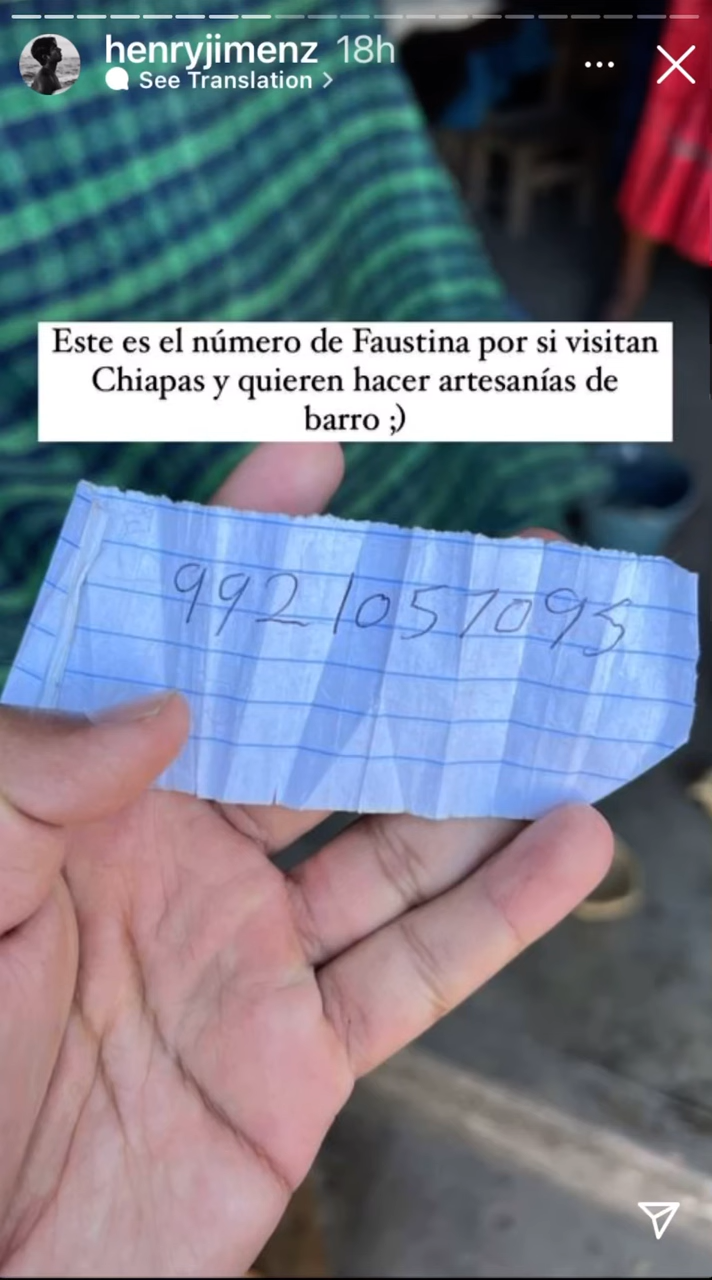 henryjimenz 18h
See Translation >
Este es el número de Faustina por si visitan
Chiapas y quieren hacer artesanías de
barro ;)
9921057095